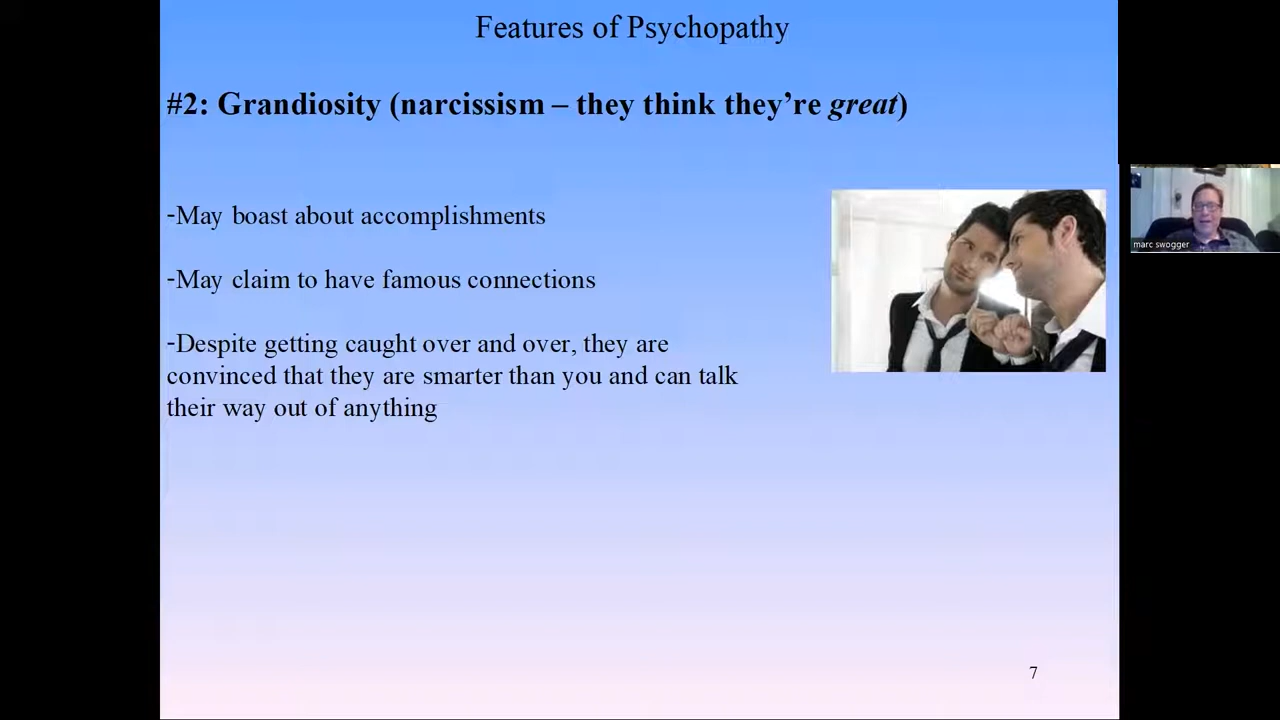 Features of Psychopathy
#2: Grandiosity (narcissism – they think they’re great)
-May boast about accomplishments
-May claim to have famous connections
-Despite getting caught over and over, they are
convinced that they are smarter than you and can talk
their way out of anything
marc swogger
7